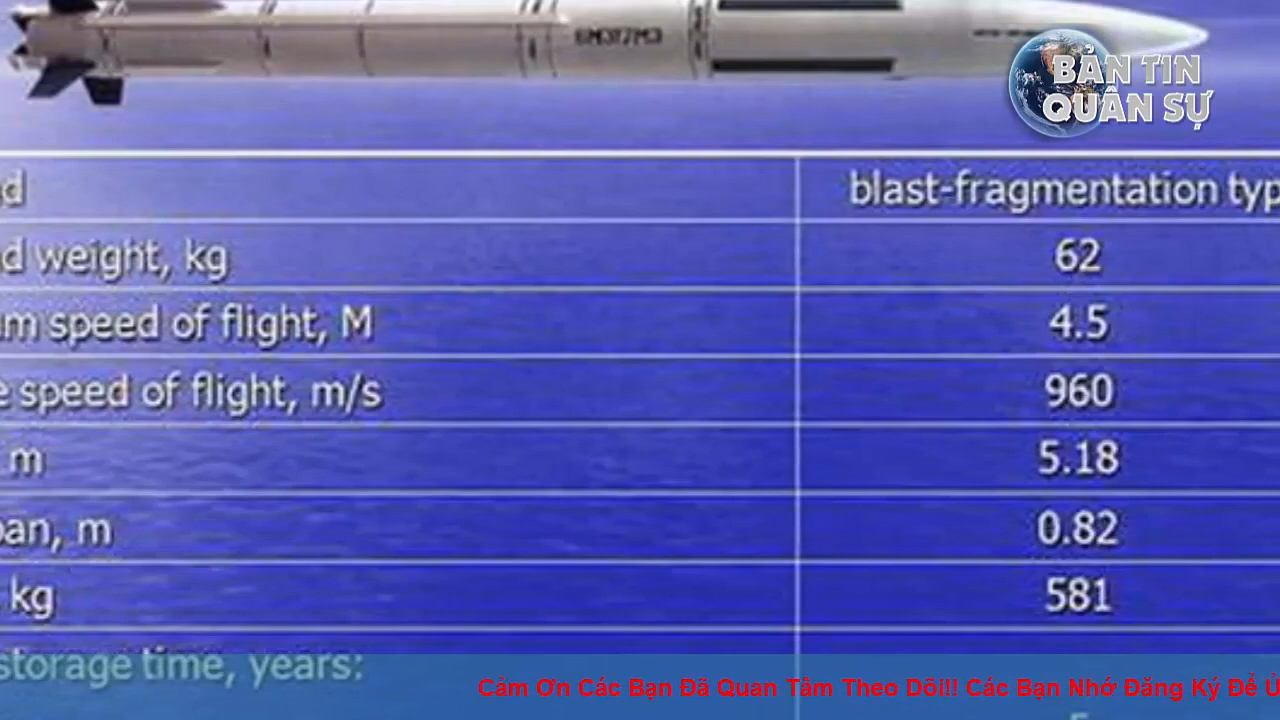 BẢN TIN
QUÂN SỰ
blast-fragmentation typ
d weight, kg
62
um speed of flight, M
4.5
e speed of flight, m/s
960
m
5.18
pan, m
0.82
kg
581
storage time, years:
Cảm Ơn Các Bạn Đã Quan Tâm Theo Dõi!! Các Bạn Nhớ Đăng Ký Để Ủ